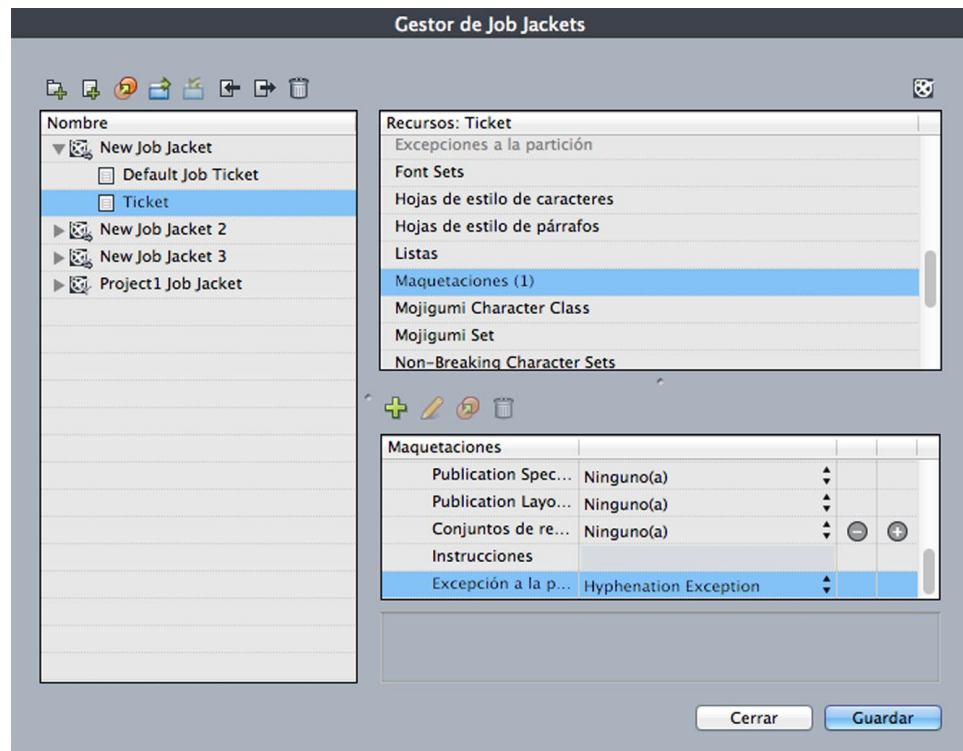 Gestor de Job Jackets
Nombre
New Job Jacket
Default Job Ticket
Ticket
New Job Jacket 2
New Job Jacket 3
Project1 Job Jacket
Recursos: Ticket
Excepciones a la partición
Font Sets
Hojas de estilo de caracteres
Hojas de estilo de párrafos
Listas
Maquetaciones (1)
Mojigumi Character Class
Mojigumi Set
Non-Breaking Character Sets
Maquetaciones
Publication Spec... Ninguno(a)
Publication Layo... Ninguno(a)
Conjuntos de re... Ninguno(a)
Instrucciones
Excepción a la p... Hyphenation Exception
Cerrar
Guardar